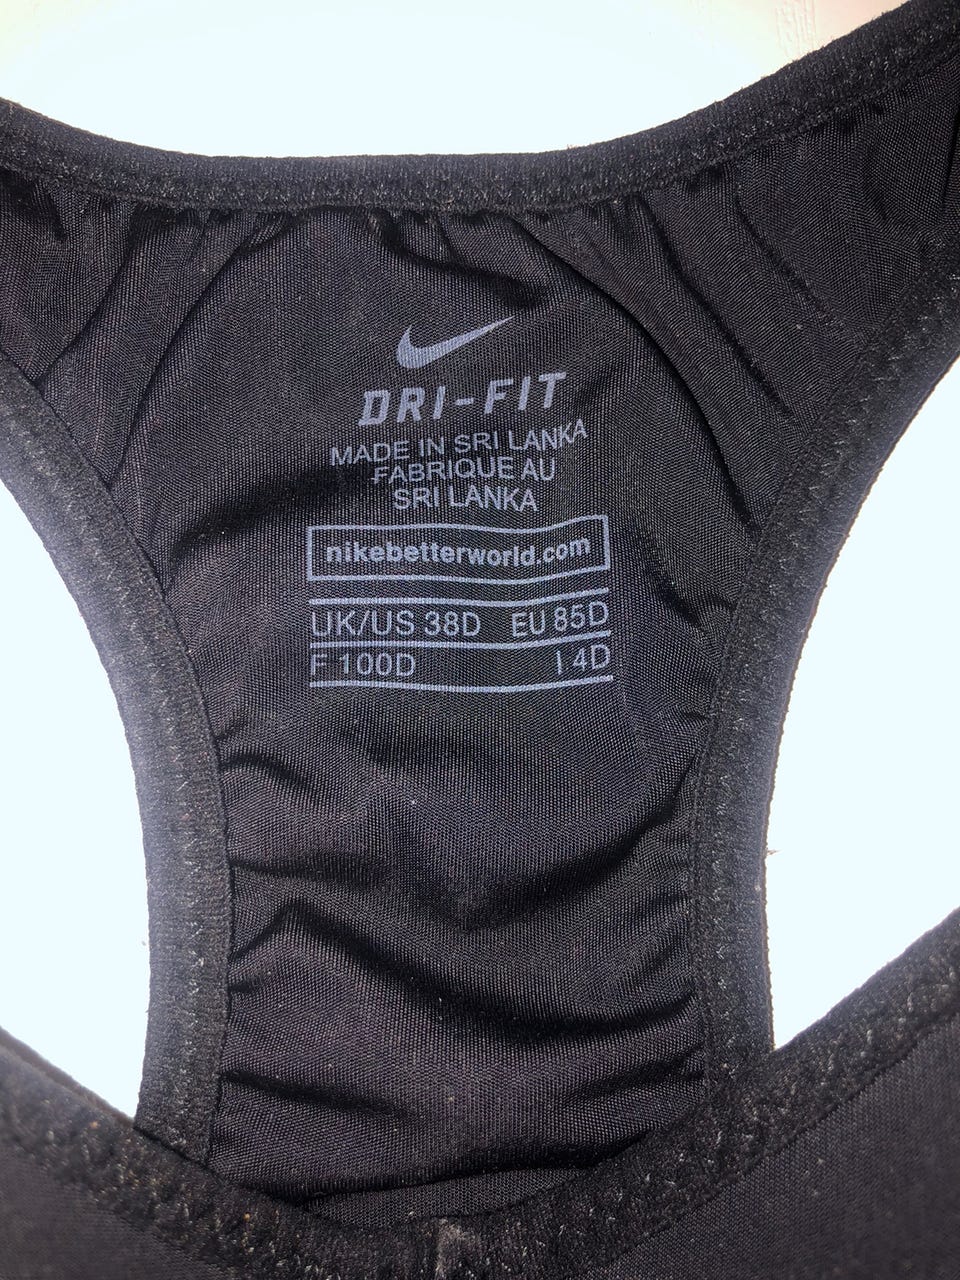 DRI-FIT
MADE IN SRI LANKA
FABRIQUE AU
SRI LANKA
nikebetterworld.com
UK/US 38D EU 85D
F 100D I 4D